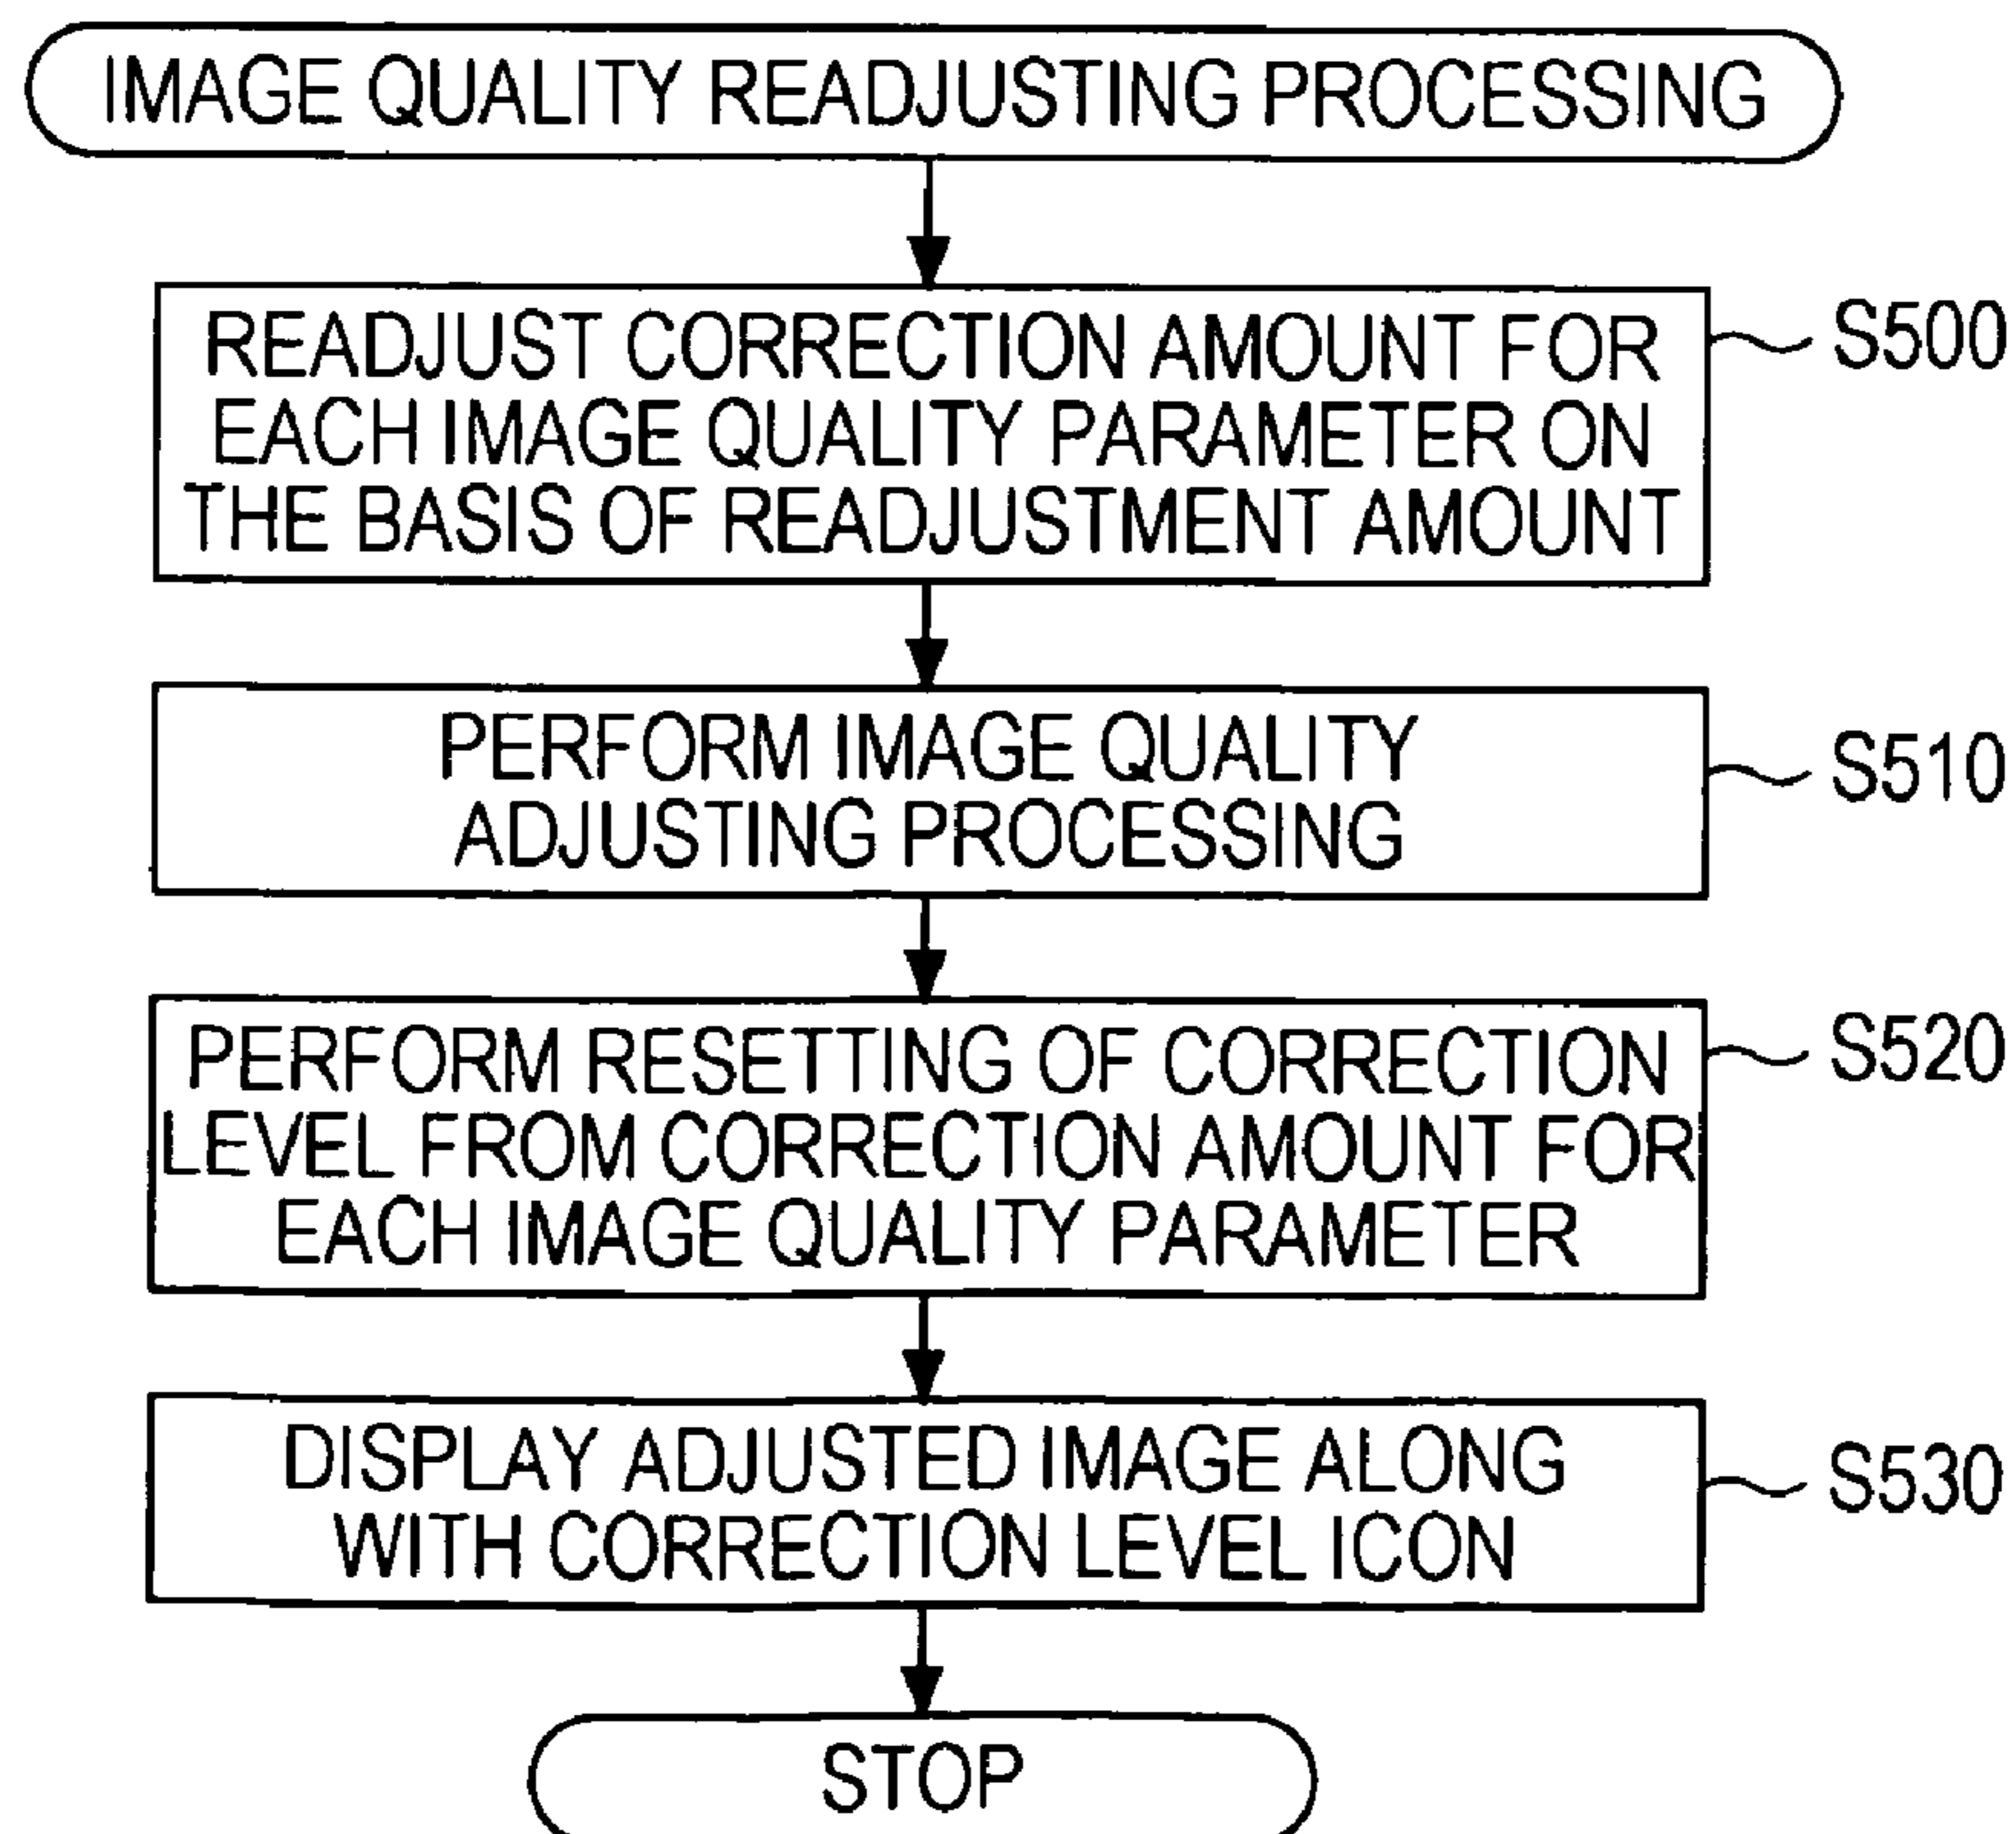 IMAGE QUALITY READJUSTING PROCESSING
READJUST CORRECTION AMOUNT FOR
EACH IMAGE QUALITY PARAMETER ON
THE BASIS OF READJUSTMENT AMOUNT
S500
PERFORM IMAGE QUALITY
ADJUSTING PROCESSING
S510
PERFORM RESETTING OF CORRECTION
LEVEL FROM CORRECTION AMOUNT FOR
EACH IMAGE QUALITY PARAMETER
S520
DISPLAY ADJUSTED IMAGE ALONG
WITH CORRECTION LEVEL ICON
S530
STOP